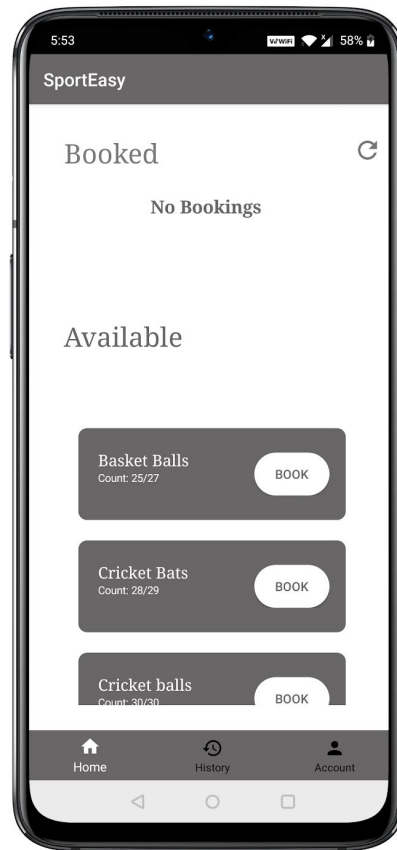 5:53
VoWiFi
x
58%
SportEasy
Booked
No Bookings
Available
Basket Balls
Count: 25/27
BOOK
Cricket Bats
Count: 28/29
BOOK
Cricket balls
Count: 30/30
BOOK
Home
History
Account